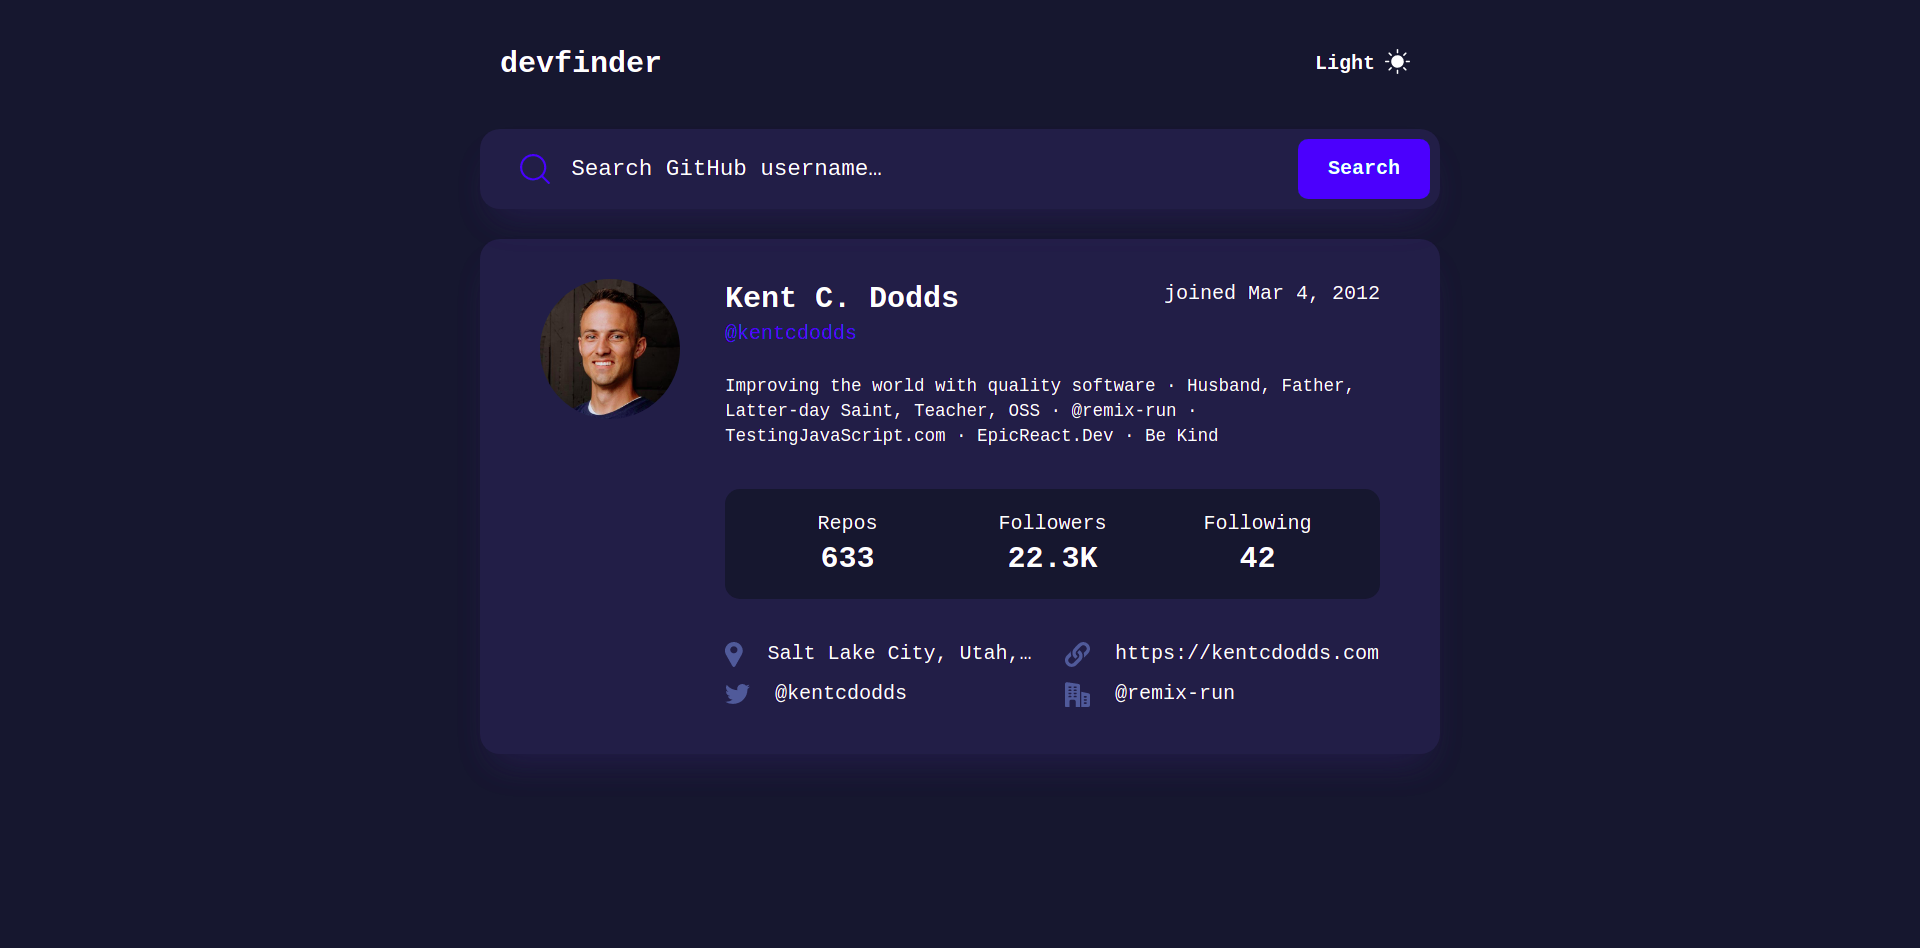 devfinder
Light
Search GitHub username…
Search
Kent C. Dodds
joined Mar 4, 2012
@kentcdodds
Improving the world with quality software · Husband, Father,
Latter-day Saint, Teacher, OSS · @remix-run ·
TestingJavaScript.com · EpicReact.Dev · Be Kind
Repos Followers Following
633 22.3K 42
Salt Lake City, Utah,… https://kentcdodds.com
@kentcdodds @remix-run